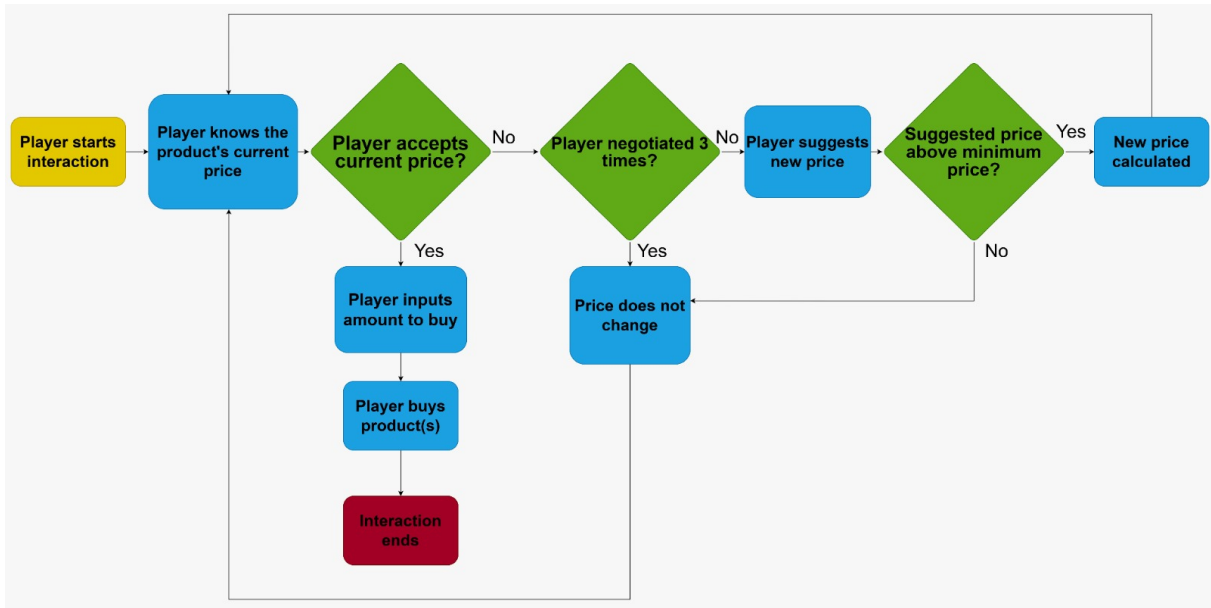 Player starts
interaction
Player knows the
product's current
price
Player accepts
current price?
No
Player negotiated 3
times?
No
Player suggests
new price
Suggested price
above minimum
price?
Yes
New price
calculated
Yes
Player inputs
amount to buy
Player buys
product(s)
Interaction
ends
Yes
Price does not
change
No